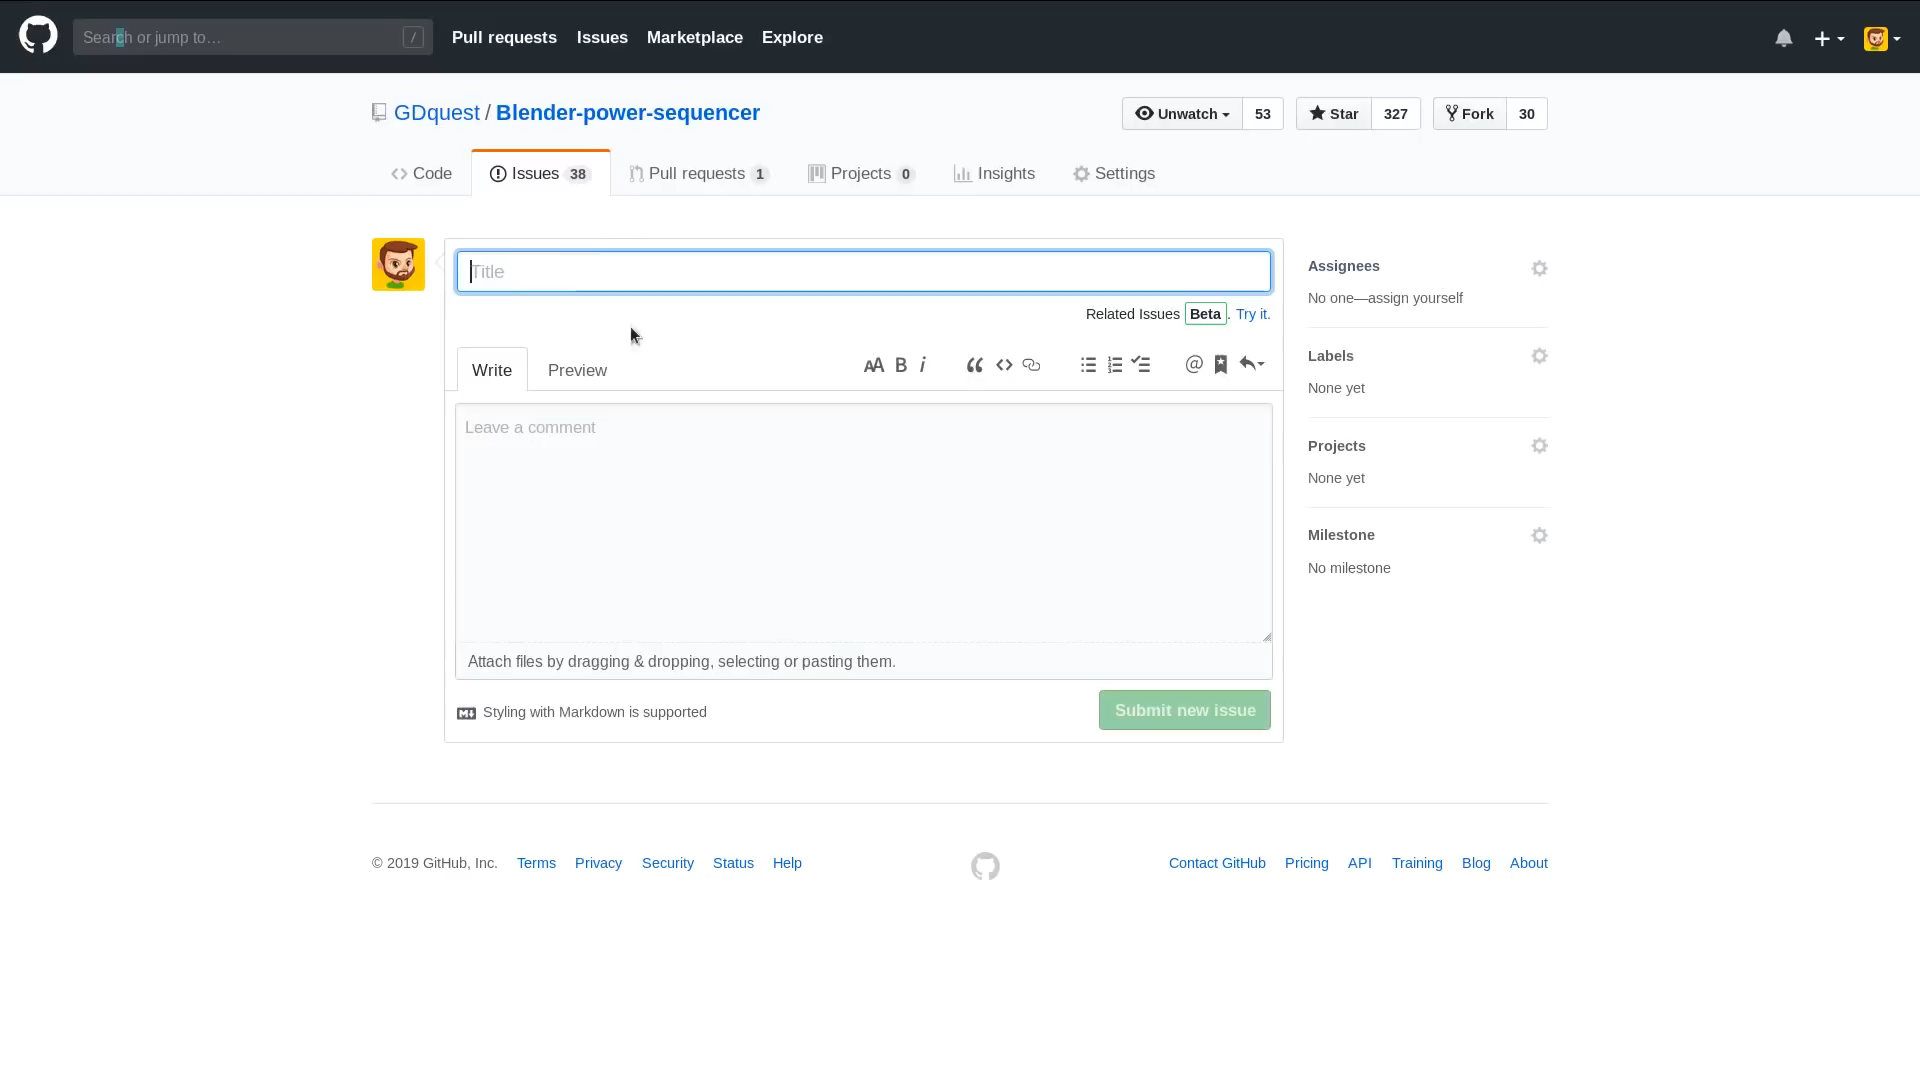 Search or jump to… /
Pull requests Issues Marketplace Explore
GDquest / Blender-power-sequencer
Unwatch 53 Star 327 Fork 30
Code Issues 38 Pull requests 1 Projects 0 Insights Settings
Title
Related Issues Beta. Try it.
Write Preview
AA B i “ <> @
Leave a comment
Attach files by dragging & dropping, selecting or pasting them.
M Styling with Markdown is supported
Submit new issue
Assignees
No one—assign yourself
Labels
None yet
Projects
None yet
Milestone
No milestone
© 2019 GitHub, Inc. Terms Privacy Security Status Help
Contact GitHub Pricing API Training Blog About